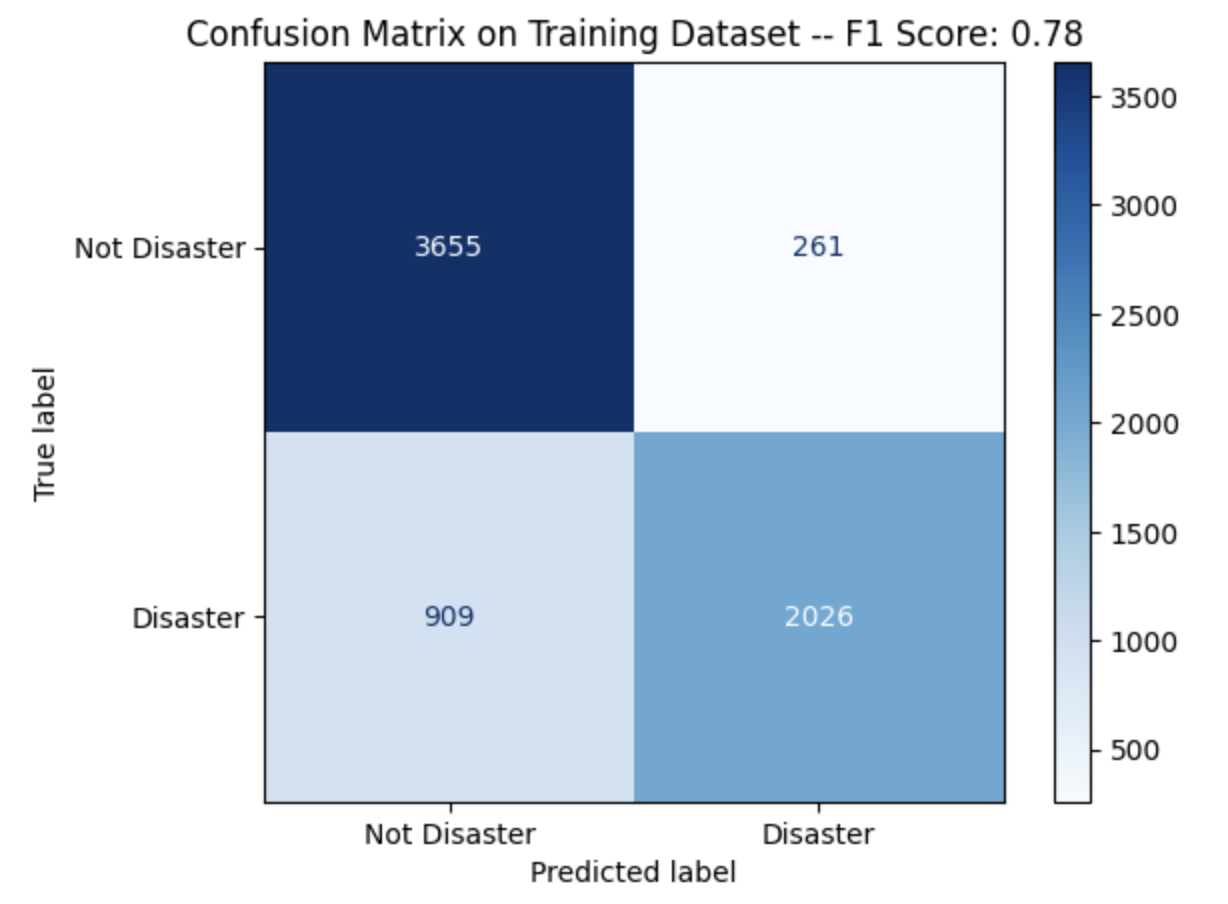 Confusion Matrix on Training Dataset -- F1 Score: 0.78
Not Disaster
3655
261
Disaster
909
2026
Not Disaster
Disaster
Predicted label
True label
3500
3000
2500
2000
1500
1000
500